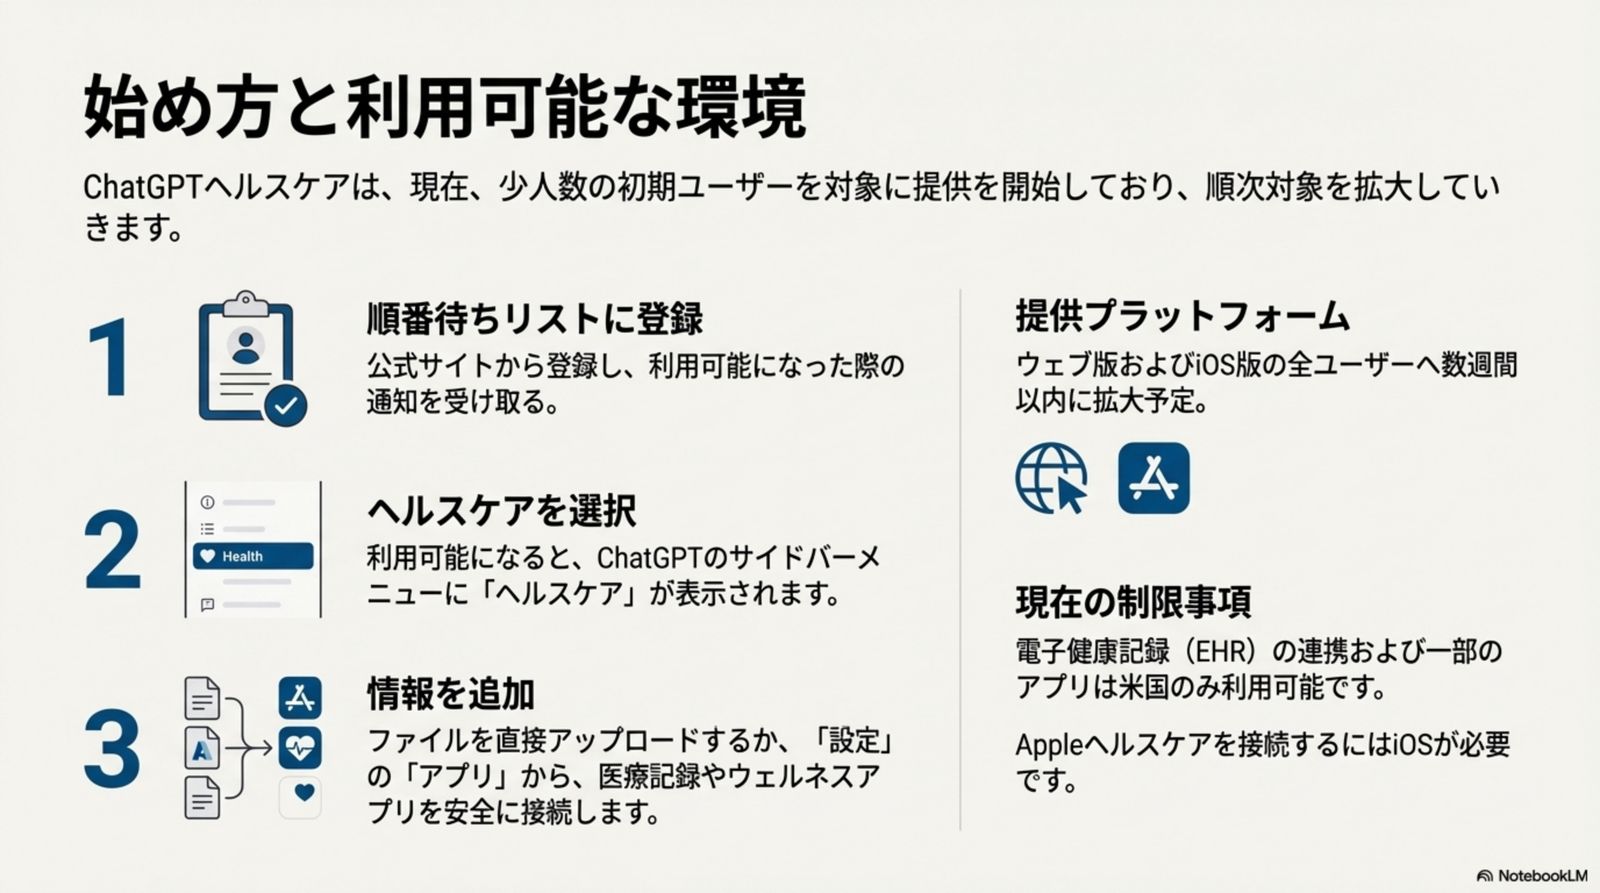 始め方と利用可能な環境
ChatGPTヘルスケアは、現在、少人数の初期ユーザーを対象に提供を開始しており、順次対象を拡大してい
きます。
1
順番待ちリストに登録
公式サイトから登録し、利用可能になった際の
通知を受け取る。
2
Health
ヘルスケアを選択
利用可能になると、ChatGPTのサイドバーメ
ニューに「ヘルスケア」が表示されます。
3
A
情報を追加
ファイルを直接アップロードするか、「設定」
の「アプリ」から、医療記録やウェルネスア
プリを安全に接続します。
提供プラットフォーム
ウェブ版およびiOS版の全ユーザーへ数週間
以内に拡大予定。
現在の制限事項
電子健康記録（EHR）の連携および一部の
アプリは米国のみ利用可能です。
Appleヘルスケアを接続するにはiOSが必要
です。
NotebookLM